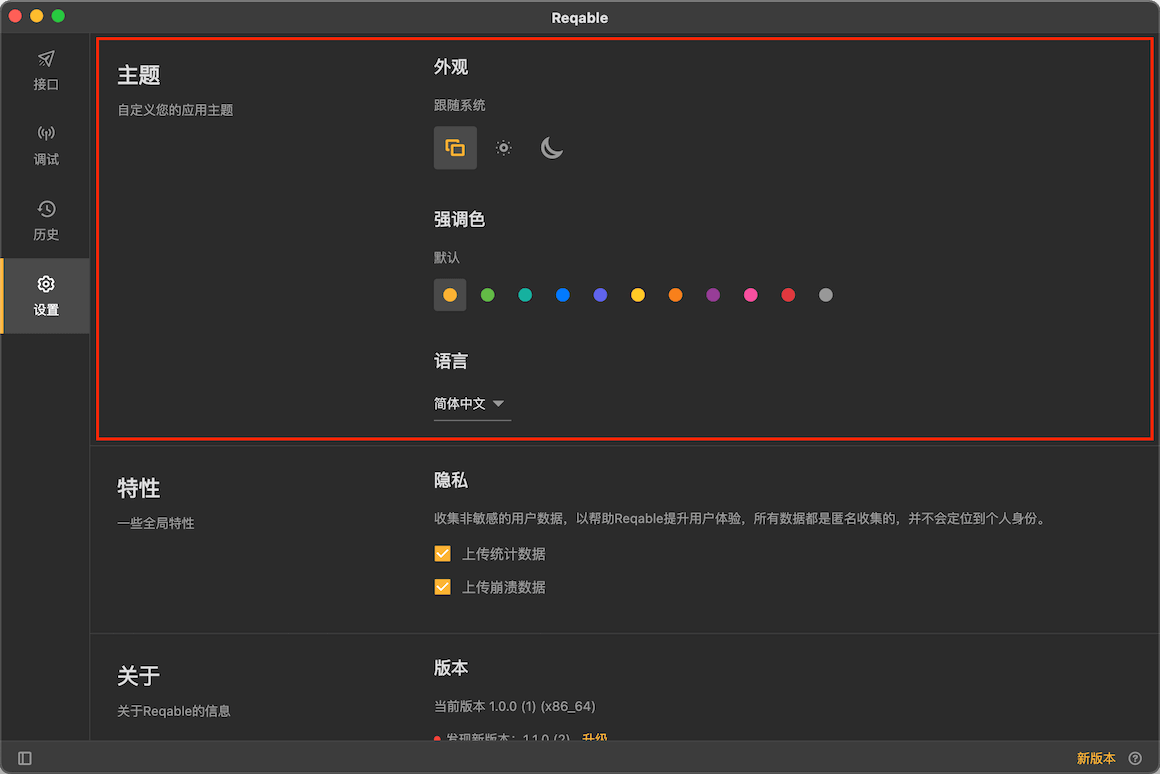 Reqable
接口
调试
历史
设置
主题
自定义您的应用主题
外观
跟随系统
强调色
默认
语言
简体中文
特性
一些全局特性
隐私
收集非敏感的用户数据，以帮助Reqable提升用户体验，所有数据都是匿名收集的，并不会定位到个人身份。
上传统计数据
上传崩溃数据
关于
关于Reqable的信息
版本
当前版本 1.0.0 (1) (x86_64)
发现新版本：1.1.0 (2) 升级
新版本